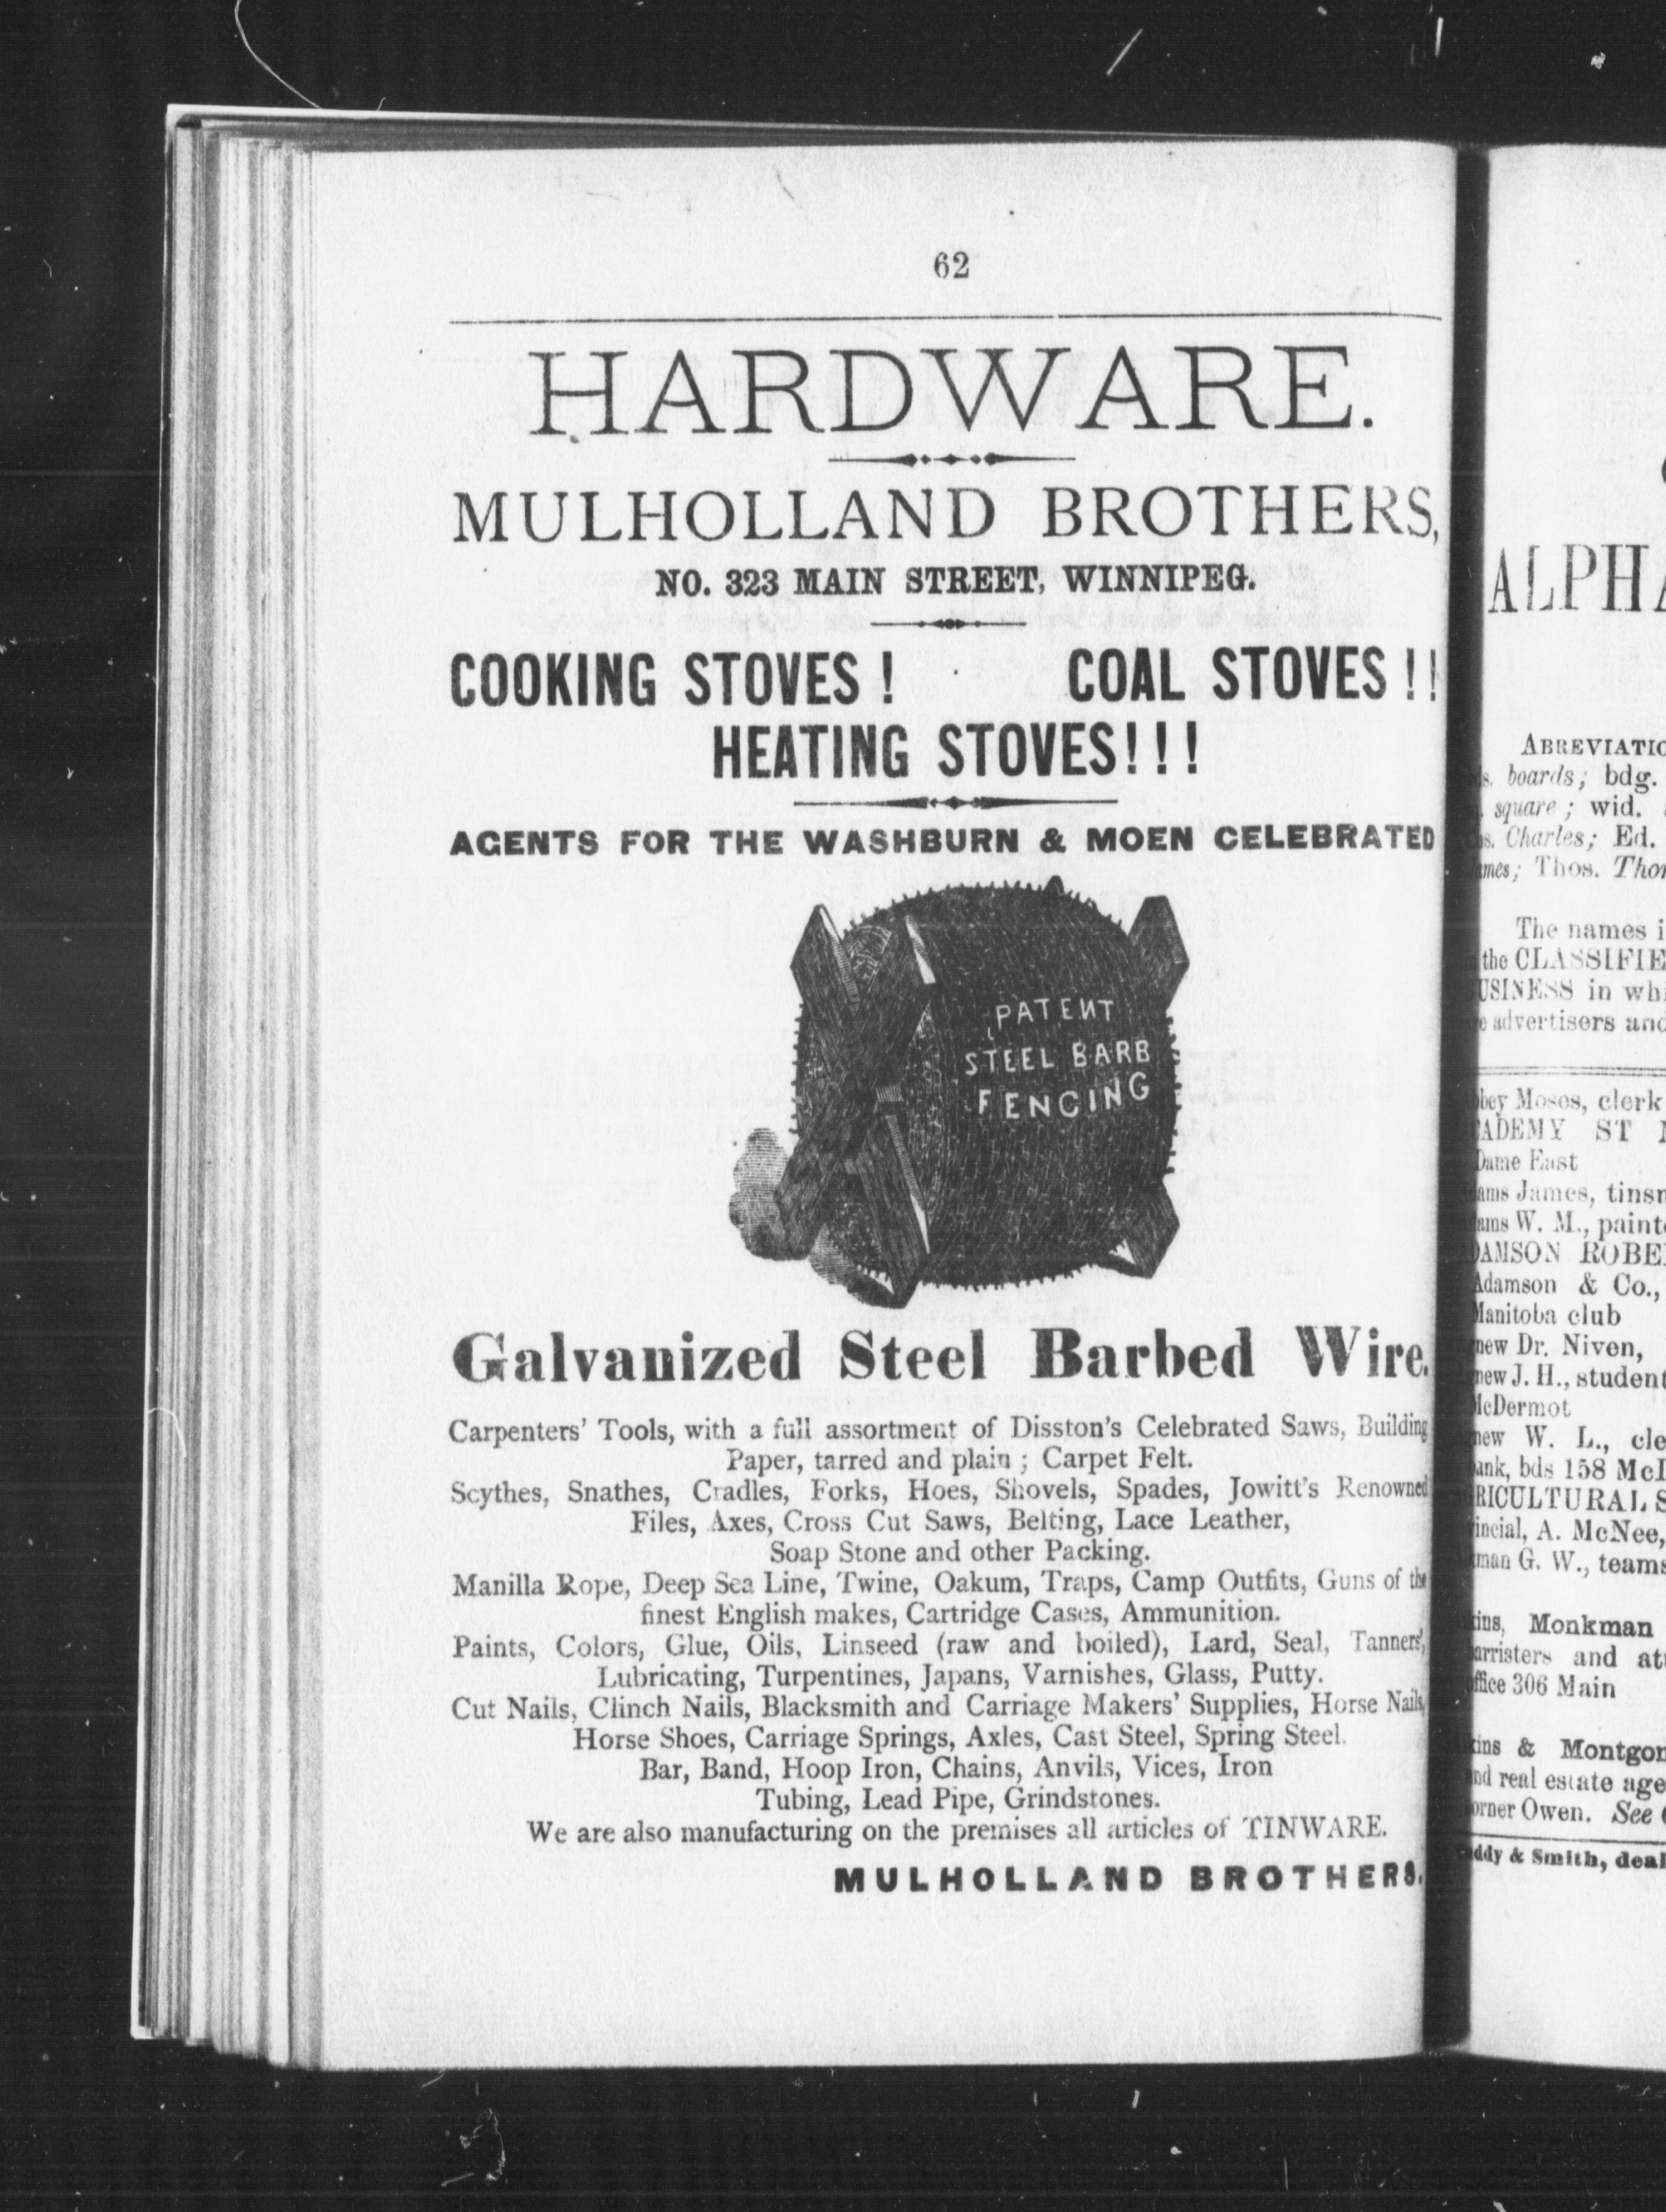 62
HARDWARE.
MULHOLLAND BROTHERS,
NO. 323 MAIN STREET, WINNIPEG.
COOKING STOVES ! COAL STOVES !!
HEATING STOVES!!!
AGENTS FOR THE WASHBURN & MOEN CELEBRATED
PATENT
STEEL BARB
FENCING
Galvanized Steel Barbed Wire.
Carpenters' Tools, with a full assortment of Disston's Celebrated Saws, Building
Paper, tarred and plain ; Carpet Felt.
Scythes, Snathes, Cradles, Forks, Hoes, Shovels, Spades, Jowitt's Renowned
Files, Axes, Cross Cut Saws, Belting, Lace Leather,
Soap Stone and other Packing.
Manilla Rope, Deep Sea Line, Twine, Oakum, Traps, Camp Outfits, Guns of the
finest English makes, Cartridge Cases, Ammunition.
Paints, Colors, Glue, Oils, Linseed (raw and boiled), Lard, Seal, Tanners',
Lubricating, Turpentines, Japans, Varnishes, Glass, Putty.
Cut Nails, Clinch Nails, Blacksmith and Carriage Makers' Supplies, Horse Nails,
Horse Shoes, Carriage Springs, Axles, Cast Steel, Spring Steel.
Bar, Band, Hoop Iron, Chains, Anvils, Vices, Iron
Tubing, Lead Pipe, Grindstones.
We are also manufacturing on the premises all articles of TINWARE.
MULHOLLAND BROTHERS.
boards; bdg.
square ; wid.
Charles; Ed.
Thos.
The names
the CLASSIFIE
in
advertisers
Moses, clerk
ST
Dame East
James, tinsm
W. M.,
ROBE
Adamson & Co.,
Manitoba club
Dr. Niven,
J. H., student
McDermot
W. L., cle
bds 158 McD
A. McNee,
G. W.,
Monkman
and
306 Main
& Montgom
real estate age
Owen. See
& Smith, deal